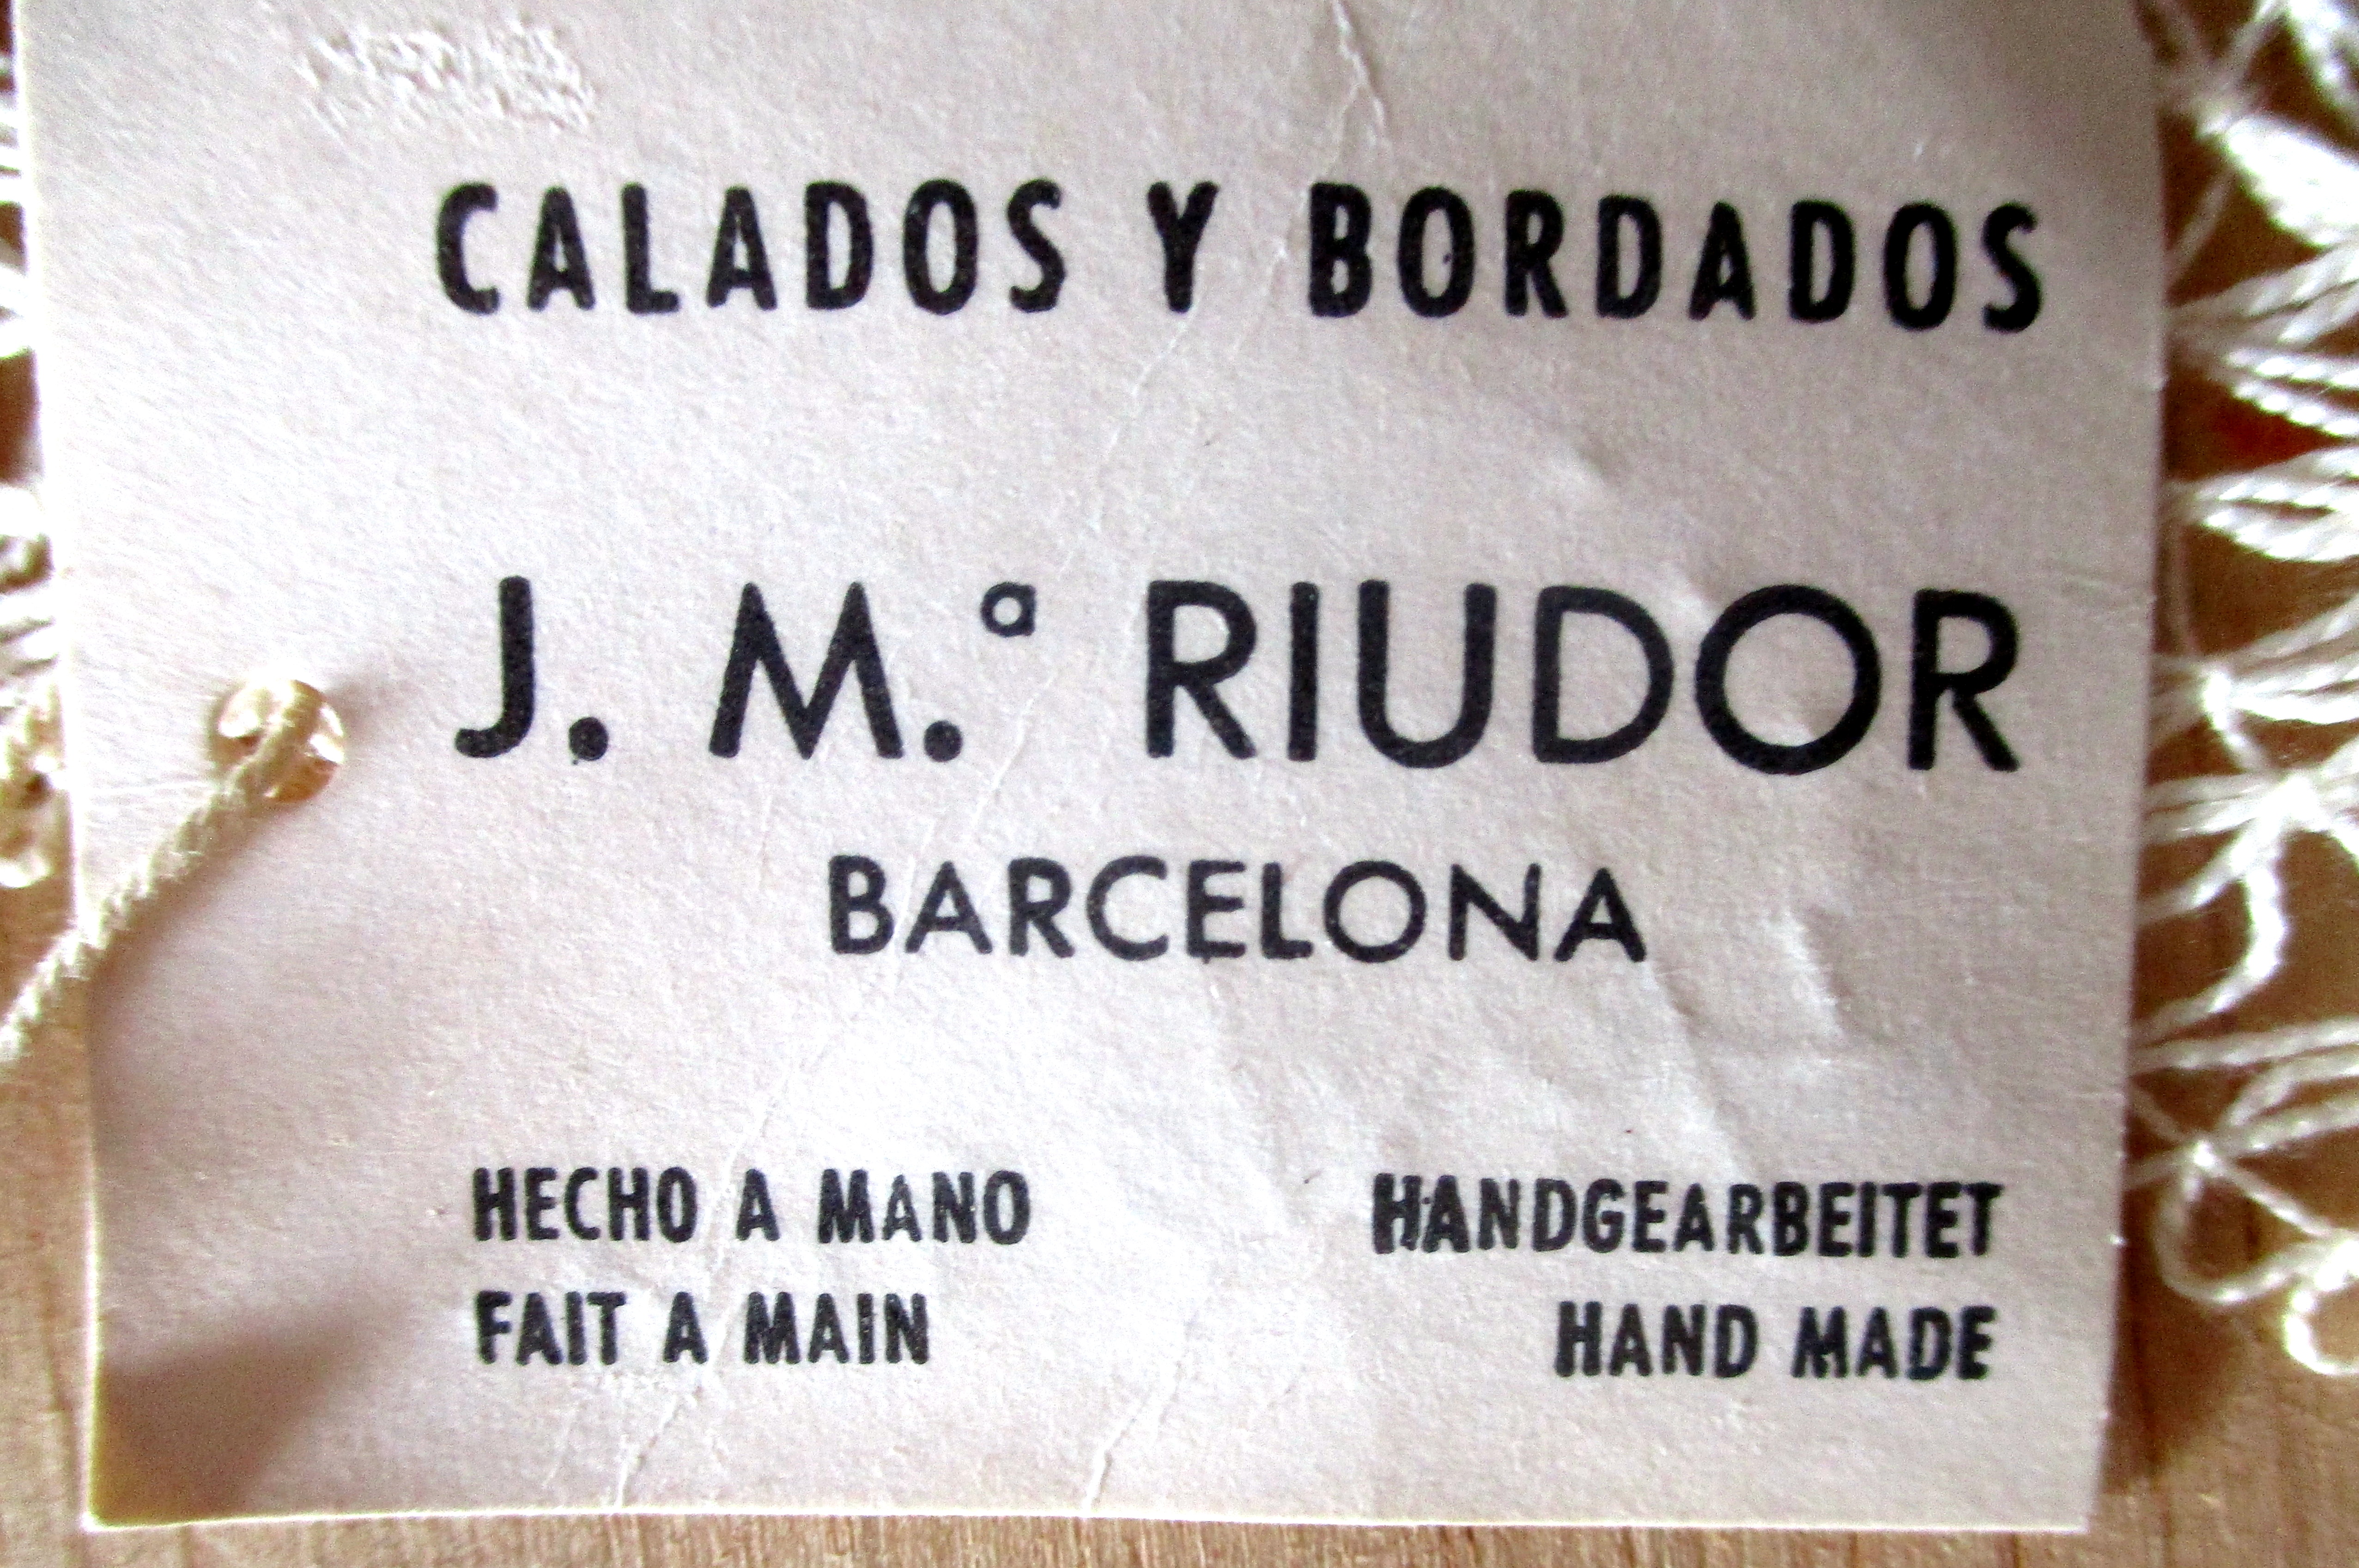 CALADOS Y BORDADOS
J. M.ª RIUDOR
BARCELONA
HECHO A MANO
HANDGEARBEITET
FAIT A MAIN
HAND MADE